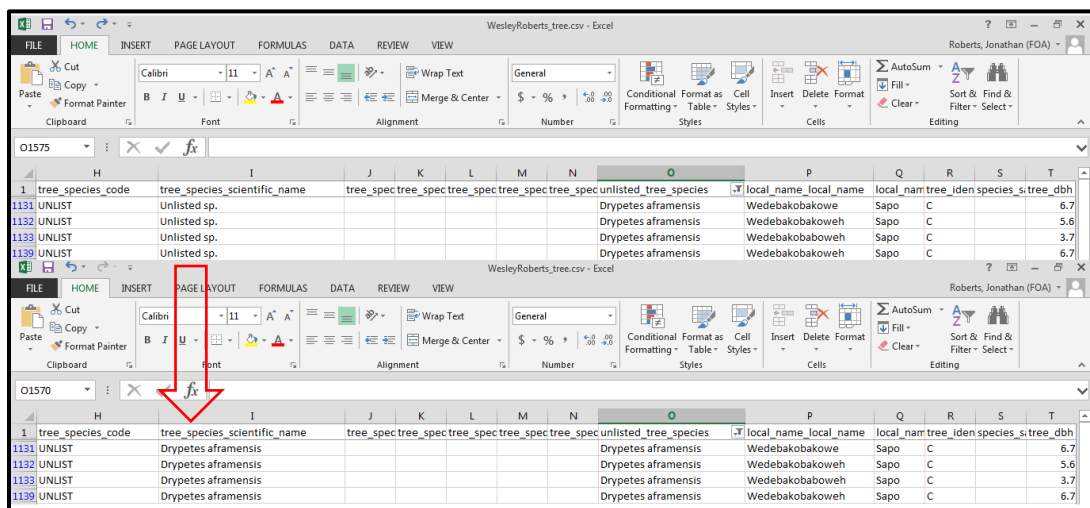 WesleyRoberts_tree.csv - Excel
FILE HOME INSERT PAGE LAYOUT FORMULAS DATA REVIEW VIEW Roberts, Jonathan (FOA)
Paste Cut Copy Format Painter
Calibri 11 A A
B I U A
Wrap Text
Merge & Center
General
$ % , .00 .0
Conditional Formatting Format as Table Cell Styles
Insert Delete Format
AutoSum Fill Clear
Sort & Filter Find & Select
Clipboard Font Alignment Number Styles Cells Editing
O1575 fx
H I J K L M N O P Q R S T
1 tree_species_code tree_species_scientific_name tree_spec tree_spec tree_spec tree_spec tree_spec unlisted_tree_species local_name_local_name local_nam tree_iden species_s tree_dbh
1131 UNLIST Unlisted sp. Drypetes aframensis Wedebakobakowe Sapo C 6.7
1132 UNLIST Unlisted sp. Drypetes aframensis Wedebakobakoweh Sapo C 5.6
1133 UNLIST Unlisted sp. Drypetes aframensis Wedebakobaboweh Sapo C 3.7
1139 UNLIST Unlisted sp. Drypetes aframensis Wedebakobakoweh Sapo C 6.7
WesleyRoberts_tree.csv - Excel
FILE HOME INSERT PAGE LAYOUT FORMULAS DATA REVIEW VIEW Roberts, Jonathan (FOA)
Paste Cut Copy Format Painter
Calibri 11 A A
B I U A
Wrap Text
Merge & Center
General
$ % , .00 .0
Conditional Formatting Format as Table Cell Styles
Insert Delete Format
AutoSum Fill Clear
Sort & Filter Find & Select
Clipboard Font Alignment Number Styles Cells Editing
O1570 fx
H I J K L M N O P Q R S T
1 tree_species_code tree_species_scientific_name tree_spec tree_spec tree_spec tree_spec tree_spec unlisted_tree_species local_name_local_name local_nam tree_iden species_s tree_dbh
1131 UNLIST Drypetes aframensis Drypetes aframensis Wedebakobakowe Sapo C 6.7
1132 UNLIST Drypetes aframensis Drypetes aframensis Wedebakobakoweh Sapo C 5.6
1133 UNLIST Drypetes aframensis Drypetes aframensis Wedebakobaboweh Sapo C 3.7
1139 UNLIST Drypetes aframensis Drypetes aframensis Wedebakobakoweh Sapo C 6.7